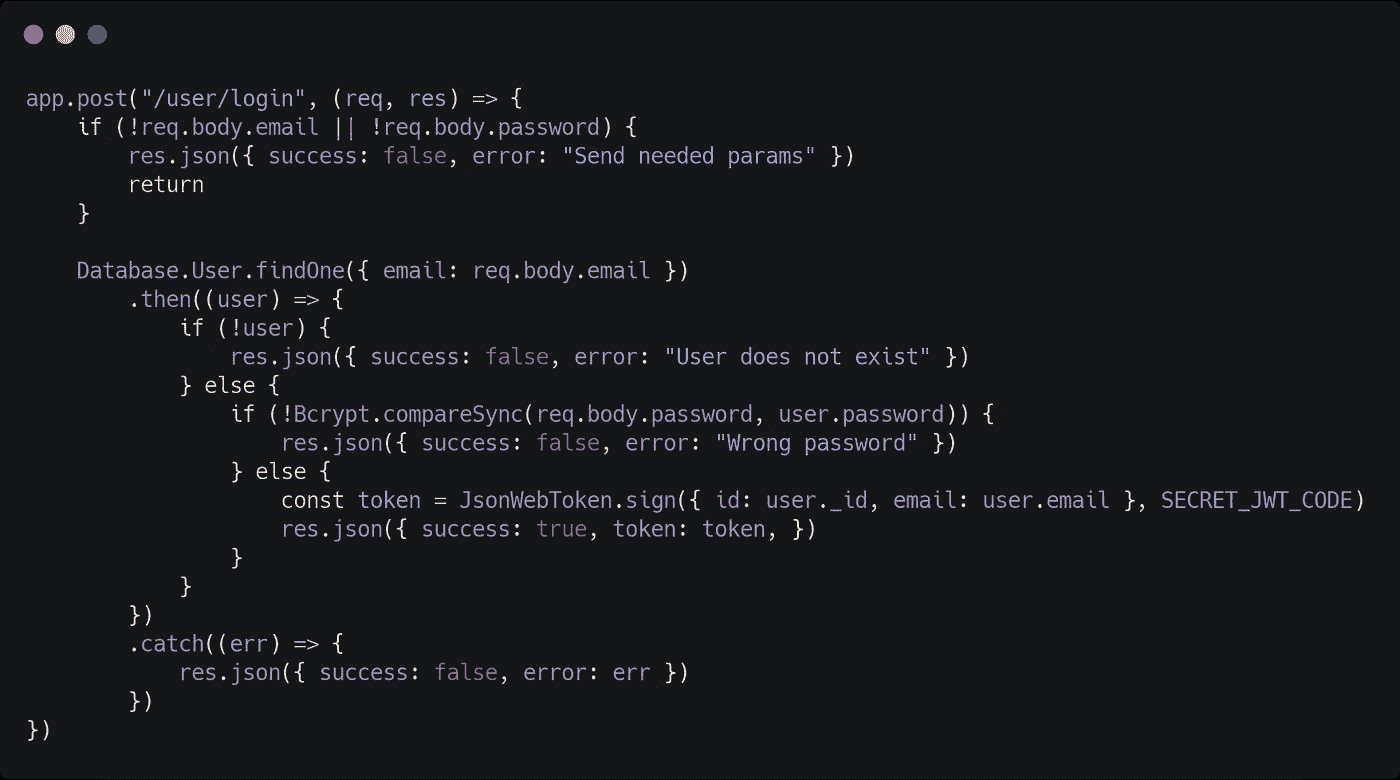 app.post("/user/login", (req, res) => {
    if (!req.body.email || !req.body.password) {
        res.json({ success: false, error: "Send needed params" })
        return
    }

    Database.User.findOne({ email: req.body.email })
        .then((user) => {
            if (!user) {
                res.json({ success: false, error: "User does not exist" })
            } else {
                if (!Bcrypt.compareSync(req.body.password, user.password)) {
                    res.json({ success: false, error: "Wrong password" })
                } else {
                    const token = JsonWebToken.sign({ id: user._id, email: user.email }, SECRET_JWT_CODE)
                    res.json({ success: true, token: token, })
                }
            }
        })
        .catch((err) => {
            res.json({ success: false, error: err })
        })
})